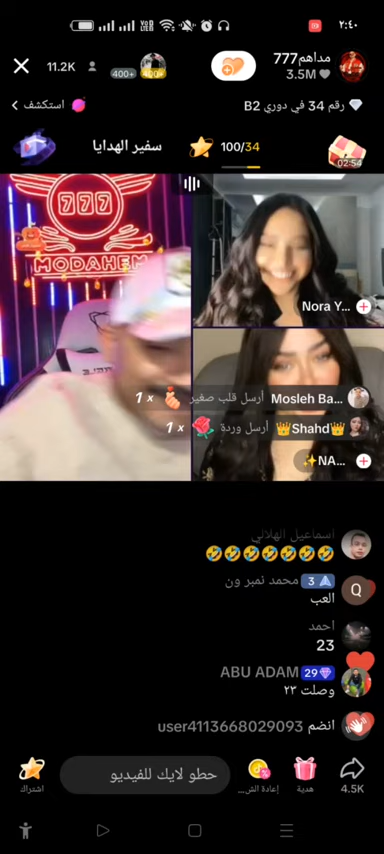 ٢:٤٠
مداهم777
3.5M
400+
400+
11.2K
رقم 34 في دوري B2
استكشف
02:54
100/34
سفير الهدايا
777
MODAHEM
Nora Y...
Mosleh Ba... أرسل قلب صغير
1 ×
👑Shahd👑 أرسل وردة
1 ×
✨NA...
اسماعيل الهلالي
🤣🤣🤣🤣🤣🤣🤣
محمد نمبر ون 3
Q
العب
احمد
23
ABU ADAM 29
وصلت ٢٣
user4113668029093 انضم
4.5K
هدية
إعادة الش...
حطو لايك للفيديو
اشتراك